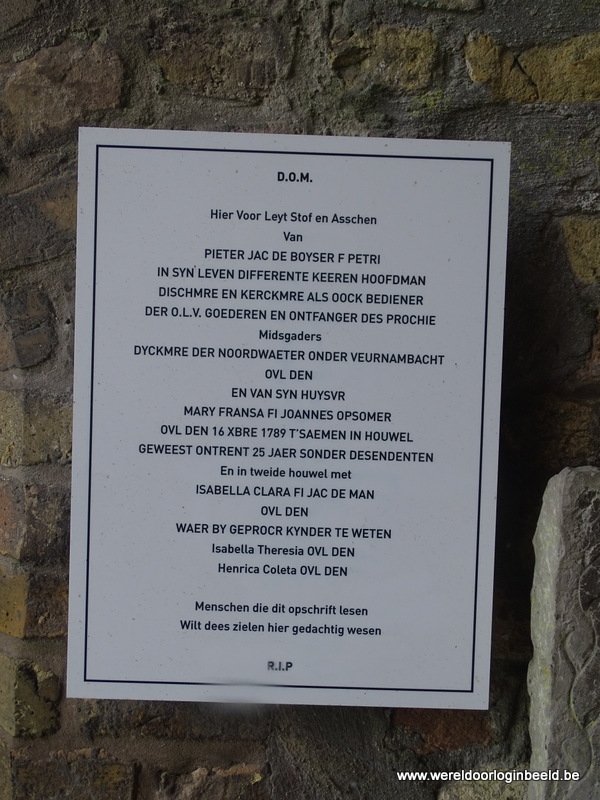 D.O.M.
Hier Voor Leyt Stof en Asschen
Van
PIETER JAC DE BOYSER F PETRI
IN SYN LEVEN DIFFERENTE KEEREN HOOFDMAN
DISCHMRE EN KERCKMRE ALS OOCK BEDIENER
DER O.L.V. GOEDEREN EN ONTFANGER DES PROCHIE
Midsgaders
DYCKMRE DER NOORDWAETER ONDER VEURNAMBACHT
OVL DEN
EN VAN SYN HUYSVR
MARY FRANSA FI JOANNES OPSOMER
OVL DEN 16 XBRE 1789 T'SAEMEN IN HOUWEL
GEWEEST ONTRENT 25 JAER SONDER DESENDENTEN
En in tweide houwel met
ISABELLA CLARA FI JAC DE MAN
OVL DEN
WAER BY GEPROCR KYNDER TE WETEN
Isabella Theresia OVL DEN
Henrica Coleta OVL DEN
Menschen die dit opschrift lesen
Wilt dees zielen hier gedachtig wesen
R.I.P
www.wereldoorloginbeeld.be